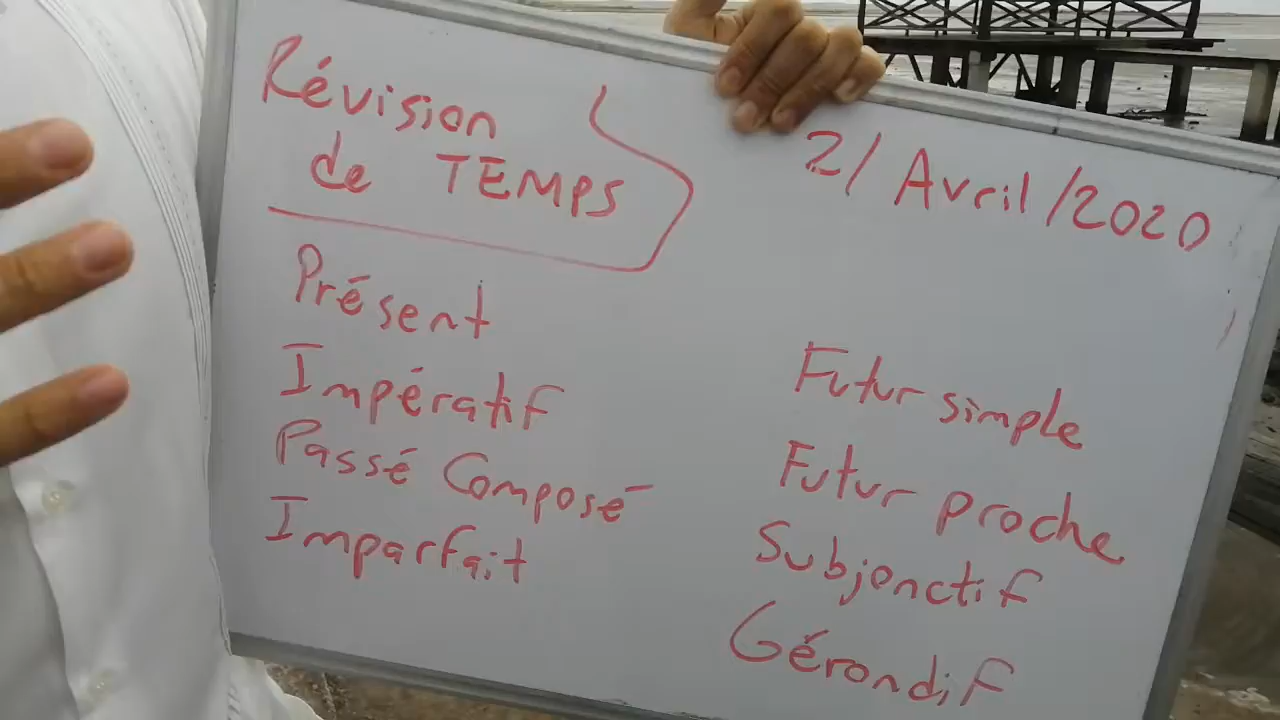 Révision
de TEMPS
2/Avril/2020
Présent
Impératif
Passé Composé
Imparfait
Futur simple
Futur proche
Subjonctif
Gérondif